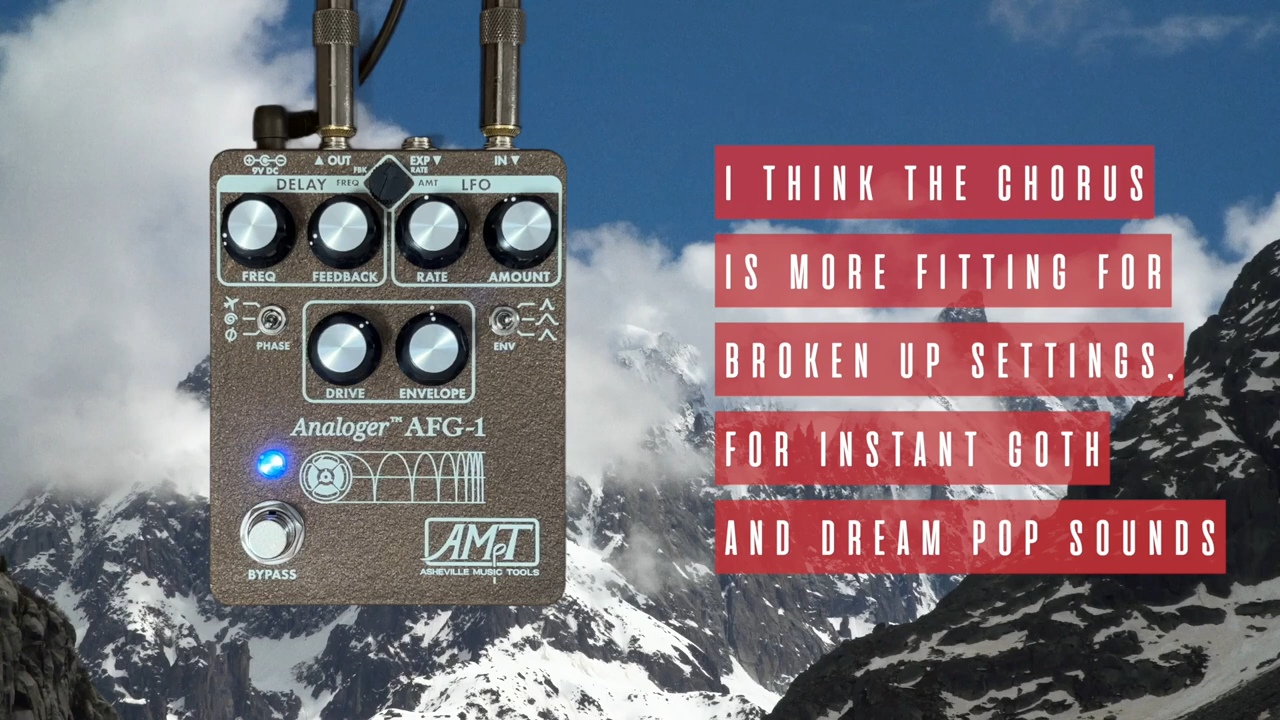 ▲ OUT
EXP ▼
IN ▼
9V DC
FBK
RATE
DELAY
FREQ
AMT
LFO
FREQ
FEEDBACK
RATE
AMOUNT
PHASE
ENV
DRIVE
ENVELOPE
Analoger™ AFG-1
BYPASS
AMT
ASHEVILLE MUSIC TOOLS
I THINK THE CHORUS
IS MORE FITTING FOR
BROKEN UP SETTINGS,
FOR INSTANT GOTH
AND DREAM POP SOUNDS